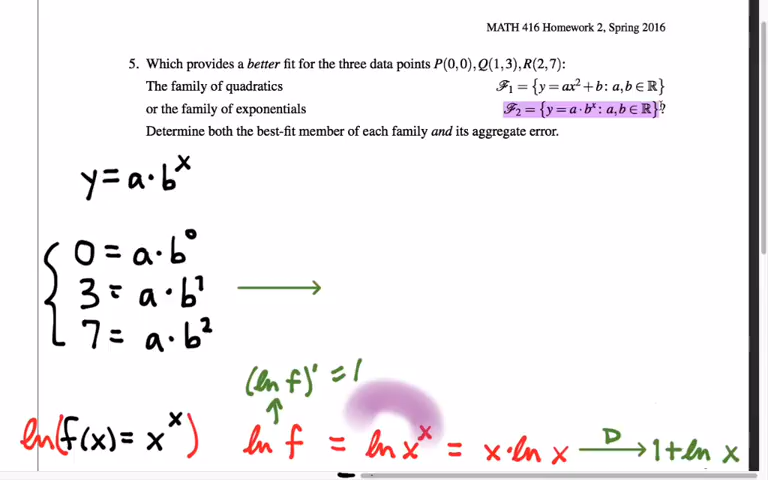 MATH 416 Homework 2, Spring 2016
5. Which provides a better fit for the three data points P(0,0), Q(1,3), R(2,7):
The family of quadratics ℱ₁ = {y = ax² + b: a, b ∈ ℝ}
or the family of exponentials ℱ₂ = {y = a · bˣ: a, b ∈ ℝ}?
Determine both the best-fit member of each family and its aggregate error.
y = a · bˣ
0 = a · b⁰
3 = a · b¹
7 = a · b²
(ln f)' = 1
ln(f(x) = xˣ) ln f = ln xˣ = x · ln x D→ 1 + ln x